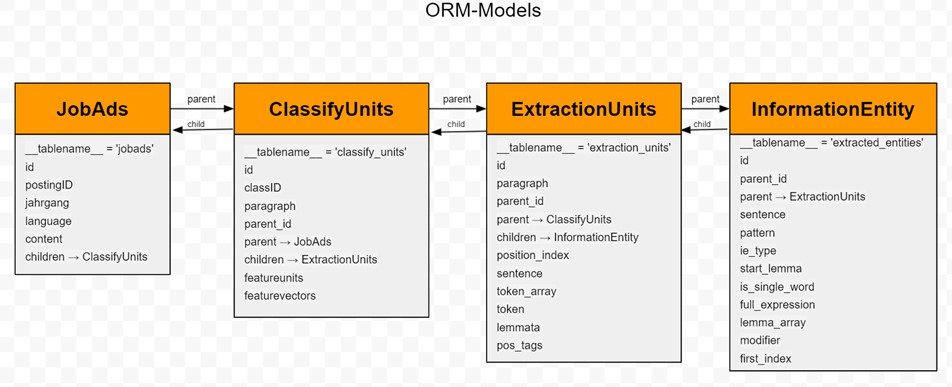 ORM-Models
JobAds
__tablename__ = 'jobads'
id
postingID
jahrgang
language
content
children → ClassifyUnits
parent
child
ClassifyUnits
__tablename__ = 'classify_units'
id
classID
paragraph
parent_id
parent → JobAds
children → ExtractionUnits
featureunits
featurevectors
parent
child
ExtractionUnits
__tablename__ = 'extraction_units'
id
paragraph
parent_id
parent → ClassifyUnits
children → InformationEntity
position_index
sentence
token_array
token
lemmata
pos_tags
parent
child
InformationEntity
__tablename__ = 'extracted_entities'
id
parent_id
parent → ExtractionUnits
sentence
pattern
ie_type
start_lemma
is_single_word
full_expression
lemma_array
modifier
first_index